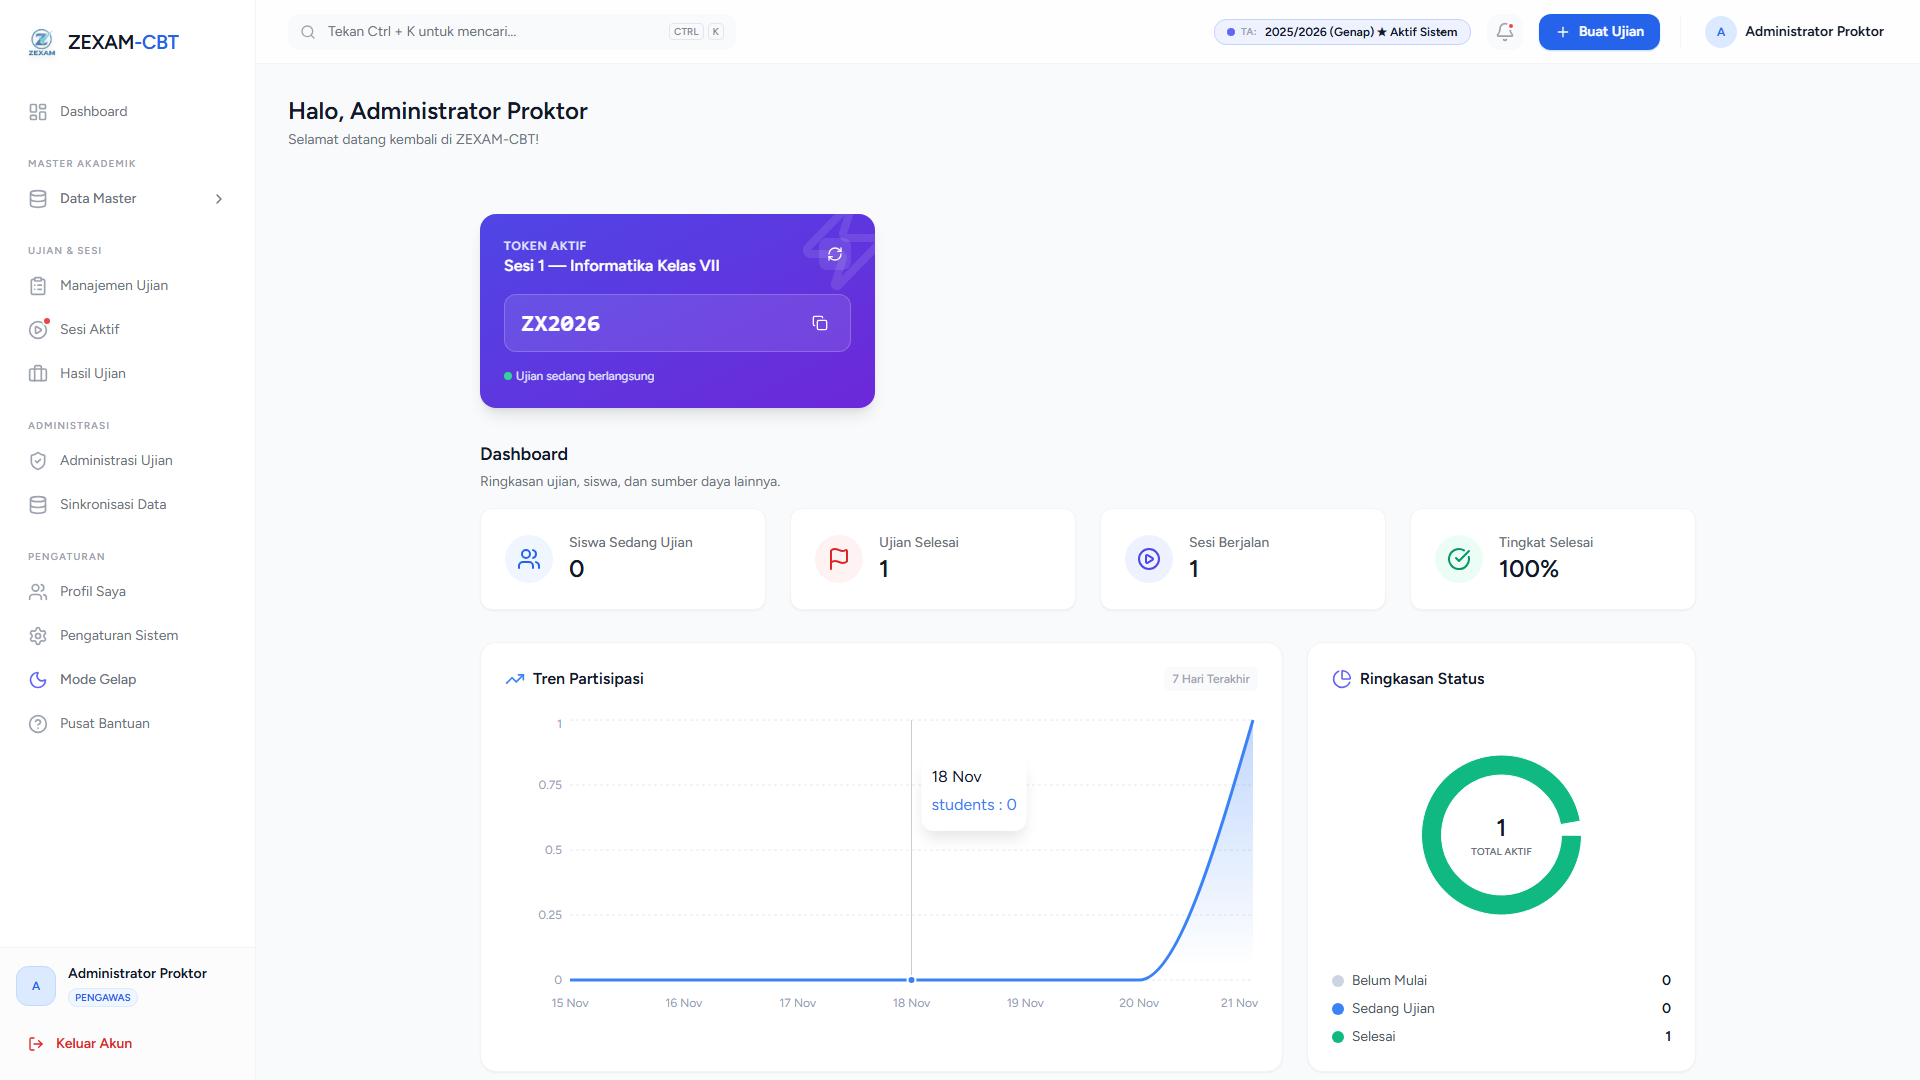 ZEXAM
ZEXAM-CBT
Dashboard
MASTER AKADEMIK
Data Master
UJIAN & SESI
Manajemen Ujian
Sesi Aktif
Hasil Ujian
ADMINISTRASI
Administrasi Ujian
Sinkronisasi Data
PENGATURAN
Profil Saya
Pengaturan Sistem
Mode Gelap
Pusat Bantuan
A
Administrator Proktor
PENGAWAS
Keluar Akun
Tekan Ctrl + K untuk mencari...
CTRL K
TA: 2025/2026 (Genap) ★ Aktif Sistem
+ Buat Ujian
A
Administrator Proktor
Halo, Administrator Proktor
Selamat datang kembali di ZEXAM-CBT!
TOKEN AKTIF
Sesi 1 — Informatika Kelas VII
ZX2026
Ujian sedang berlangsung
Dashboard
Ringkasan ujian, siswa, dan sumber daya lainnya.
Siswa Sedang Ujian
0
Ujian Selesai
1
Sesi Berjalan
1
Tingkat Selesai
100%
Tren Partisipasi
7 Hari Terakhir
1
0.75
0.5
0.25
0
18 Nov
students : 0
15 Nov
16 Nov
17 Nov
18 Nov
19 Nov
20 Nov
21 Nov
Ringkasan Status
1
TOTAL AKTIF
Belum Mulai 0
Sedang Ujian 0
Selesai 1